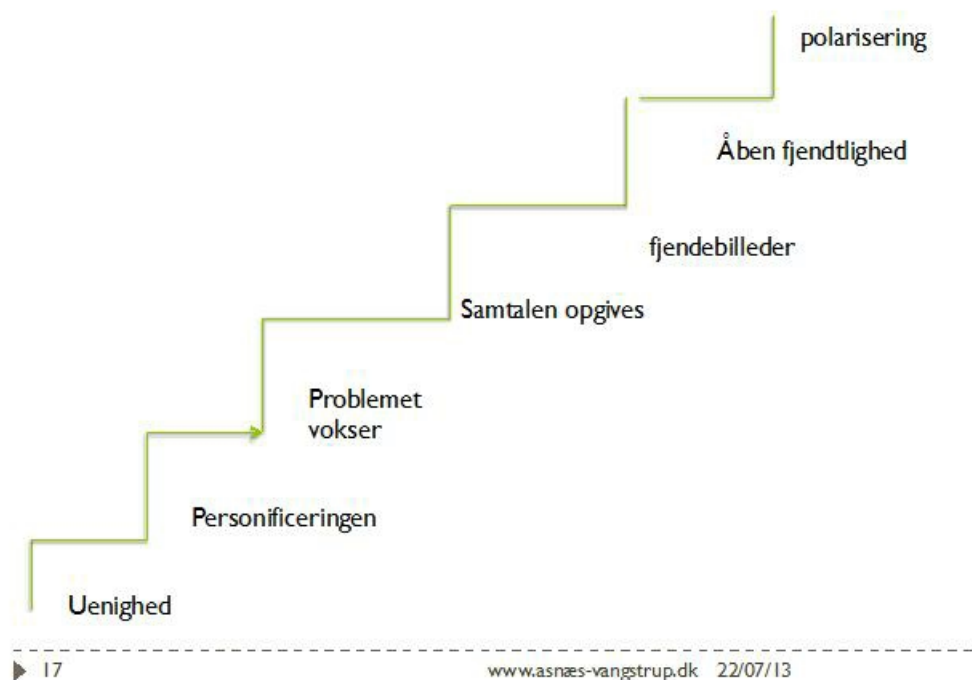 polarisering
Åben fjendtlighed
fjendebilleder
Samtalen opgives
Problemet
vokser
Personificeringen
Uenighed
17 www.asnæs-vangstrup.dk 22/07/13